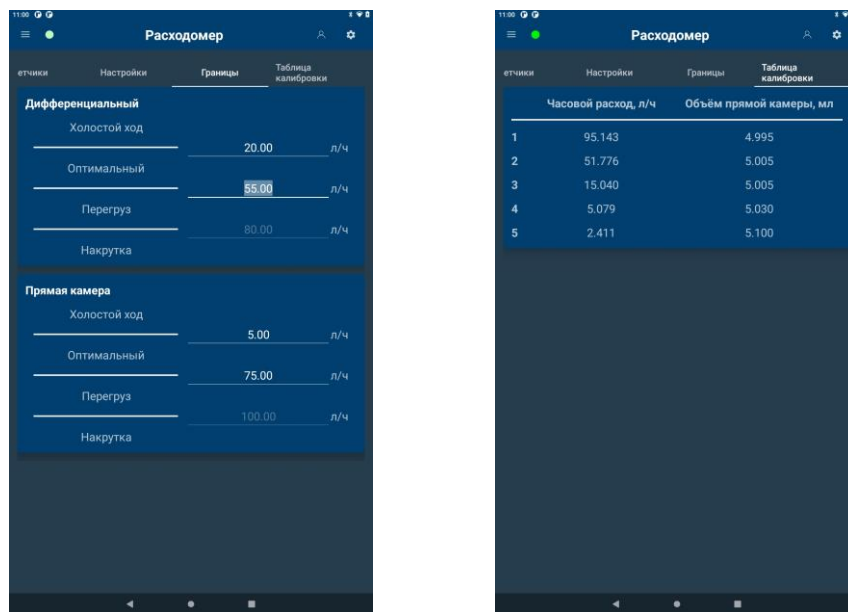 11:00
Расходомер
етчики Настройки Границы Таблица калибровки
Дифференциальный
Холостой ход
20.00 л/ч
Оптимальный
55.00 л/ч
Перегруз
80.00 л/ч
Накрутка
Прямая камера
Холостой ход
5.00 л/ч
Оптимальный
75.00 л/ч
Перегруз
100.00 л/ч
Накрутка
11:00
Расходомер
етчики Настройки Границы Таблица калибровки
Часовой расход, л/ч Объём прямой камеры, мл
1 95.143 4.995
2 51.776 5.005
3 15.040 5.005
4 5.079 5.030
5 2.411 5.100